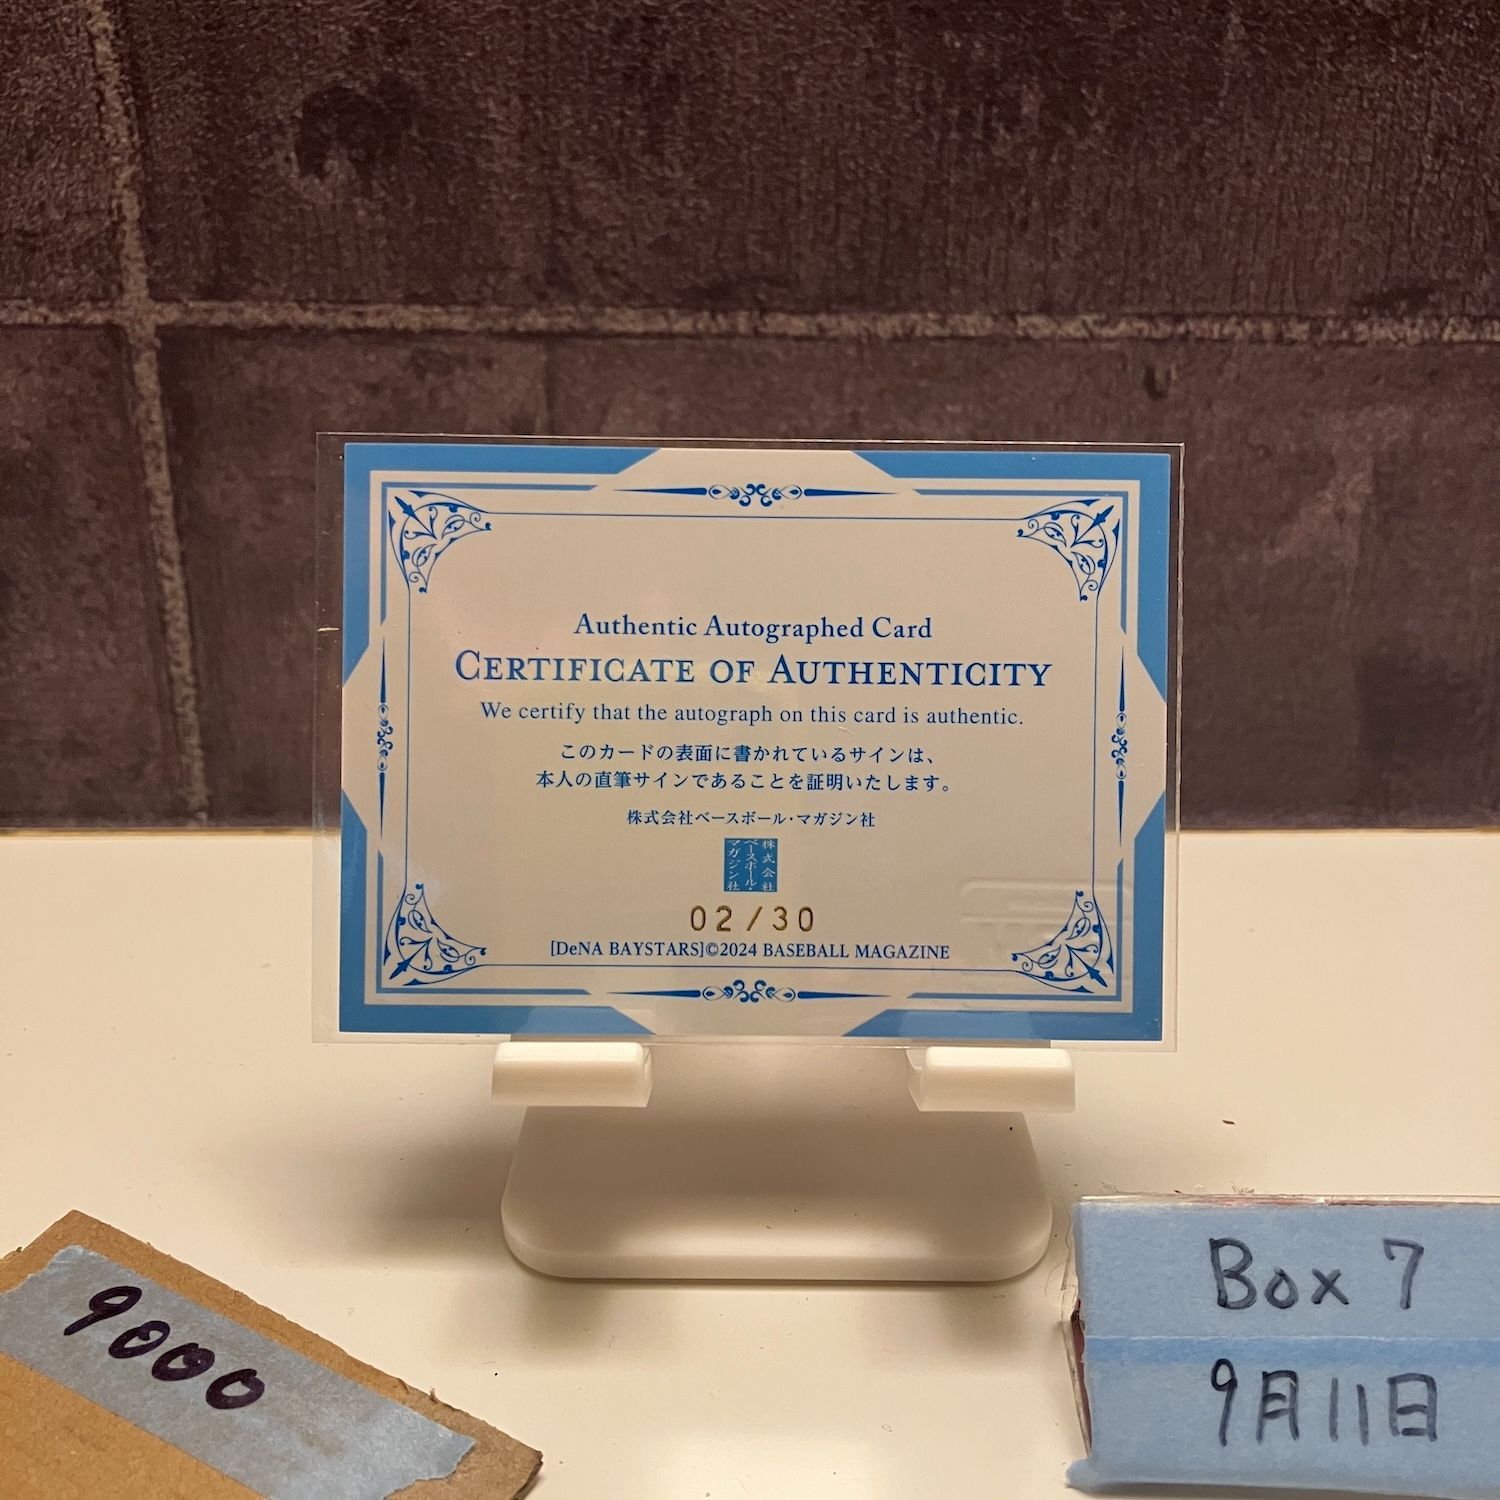 Authentic Autographed Card
CERTIFICATE OF AUTHENTICITY
We certify that the autograph on this card is authentic.
このカードの表面に書かれているサインは、
本人の直筆サインであることを証明いたします。
株式会社ベースボール・マガジン社
株式会社
ベースボール・
マガジン社
02/30
[DeNA BAYSTARS]©2024 BASEBALL MAGAZINE
9000
Box 7
9月11日